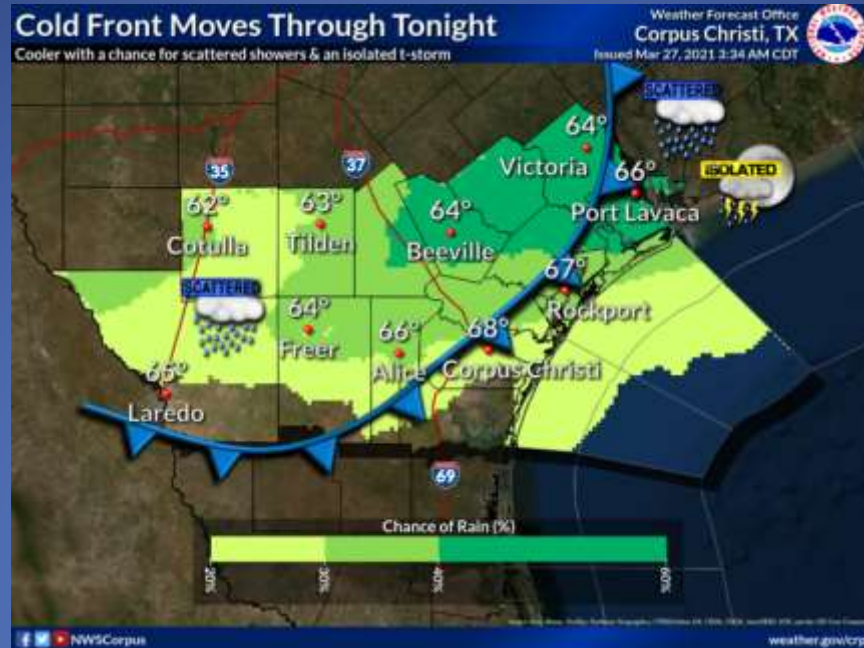 Cold Front Moves Through Tonight
Cooler with a chance for scattered showers & an isolated t-storm
Weather Forecast Office
Corpus Christi, TX
Issued Mar 27, 2021 3:34 AM CDT
SCATTERED
64°
Victoria
37
35
ISOLATED
66°
Port Lavaca
62°
Cotulla
63°
Tilden
64°
Beeville
67°
Rockport
SCATTERED
64°
Freer
66°
Alice
68°
Corpus Christi
65°
Laredo
69
Chance of Rain (%)
20%
30%
40%
60%
NWSCorpus
weather.gov/crp